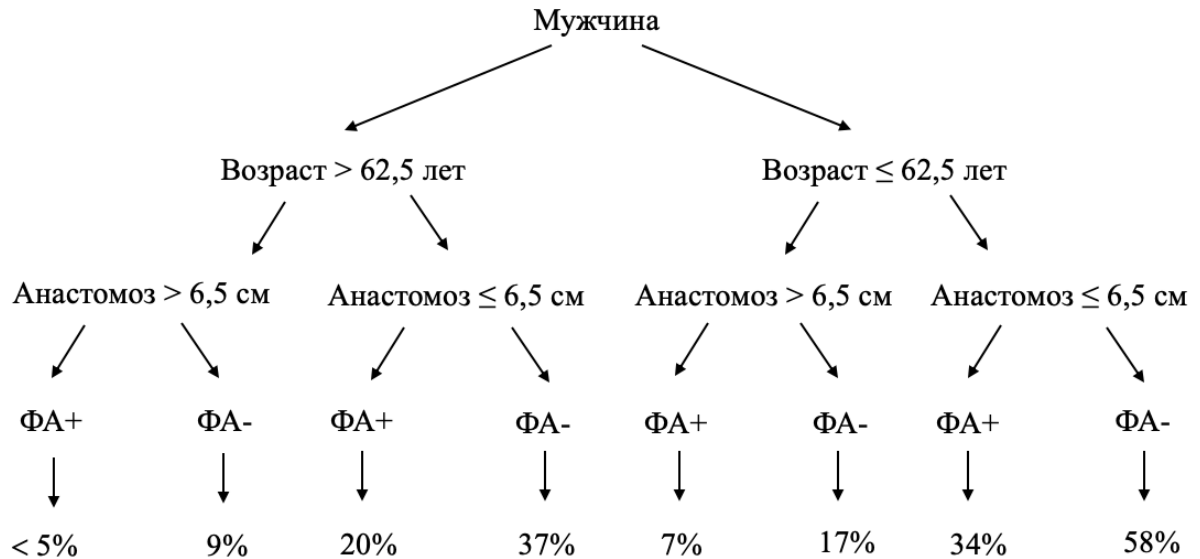 Мужчина
Возраст > 62,5 лет
Возраст ≤ 62,5 лет
Анастомоз > 6,5 см
Анастомоз ≤ 6,5 см
Анастомоз > 6,5 см
Анастомоз ≤ 6,5 см
ФА+
ФА-
ФА+
ФА-
ФА+
ФА-
ФА+
ФА-
< 5%
9%
20%
37%
7%
17%
34%
58%